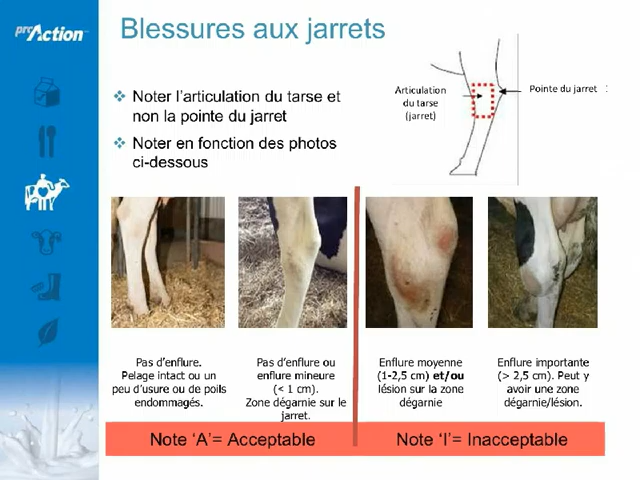 proAction
Blessures aux jarrets
Noter l'articulation du tarse et
non la pointe du jarret
Noter en fonction des photos
ci-dessous
Articulation
du tarse
(jarret)
Pointe du jarret
Pas d'enflure.
Pelage intact ou un
peu d'usure ou de poils
endommagés.
Pas d'enflure ou
enflure mineure
(< 1 cm).
Zone dégarnie sur le
jarret.
Enflure moyenne
(1-2,5 cm) et/ou
lésion sur la zone
dégarnie
Enflure importante
(> 2,5 cm). Peut y
avoir une zone
dégarnie/lésion.
Note 'A'= Acceptable
Note 'I'= Inacceptable